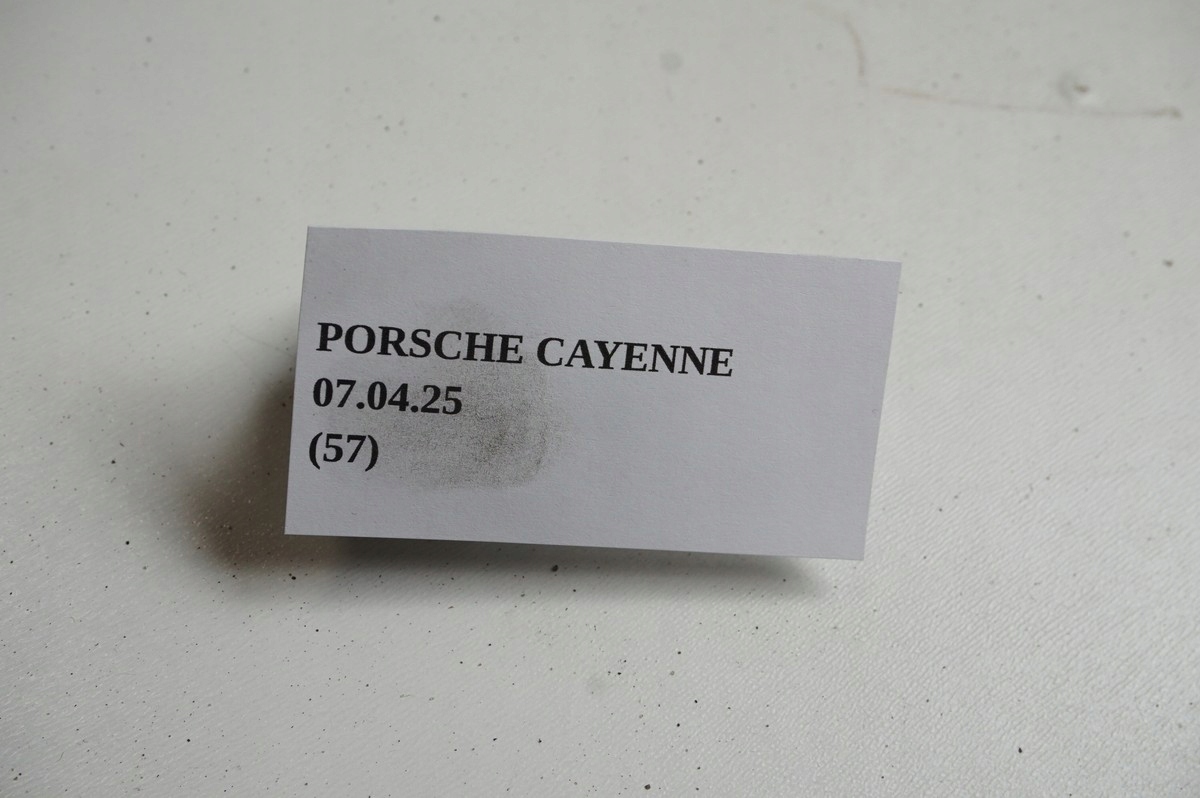 PORSCHE CAYENNE
07.04.25
(57)